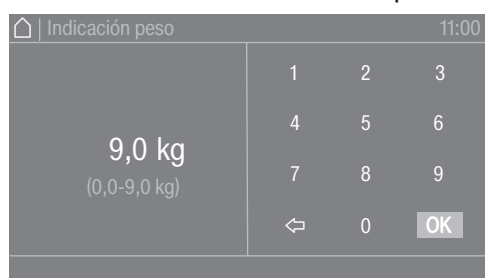 | Indicación peso 11:00
9,0 kg
(0,0-9,0 kg)
1 2 3
4 5 6
7 8 9
0 OK